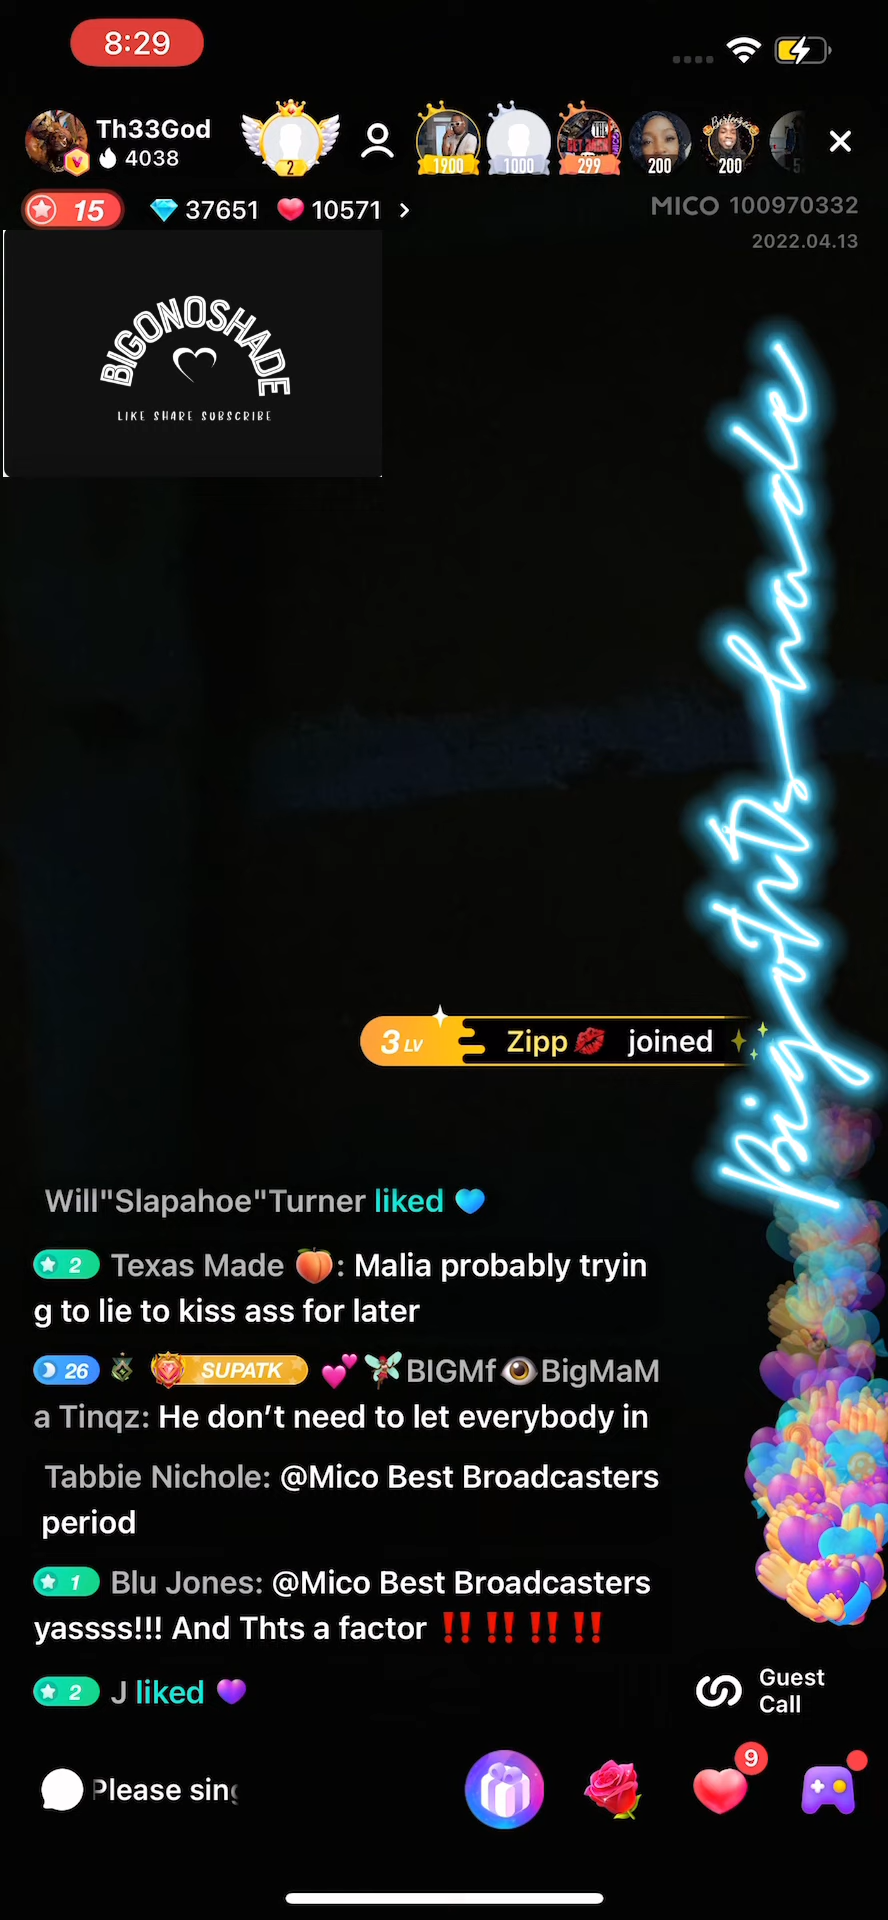 8:29
Th33God
4038
2
1900
1000
THE
299
200
200
15
37651
10571
MICO 100970332
2022.04.13
BIGONOSHADE
LIKE SHARE SUBSCRIBE
3 LV Zipp💋 joined
Will"Slapahoe"Turner liked 💙
2 Texas Made 🍑: Malia probably tryin
g to lie to kiss ass for later
26 SUPATK 💕🧚BIGMf👁BigMaM
a Tinqz: He don't need to let everybody in
Tabbie Nichole: @Mico Best Broadcasters
period
1 Blu Jones: @Mico Best Broadcasters
yassss!!! And Thts a factor ‼️ ‼️ ‼️ ‼️
2 J liked 💜
Guest
Call
9
Please sing